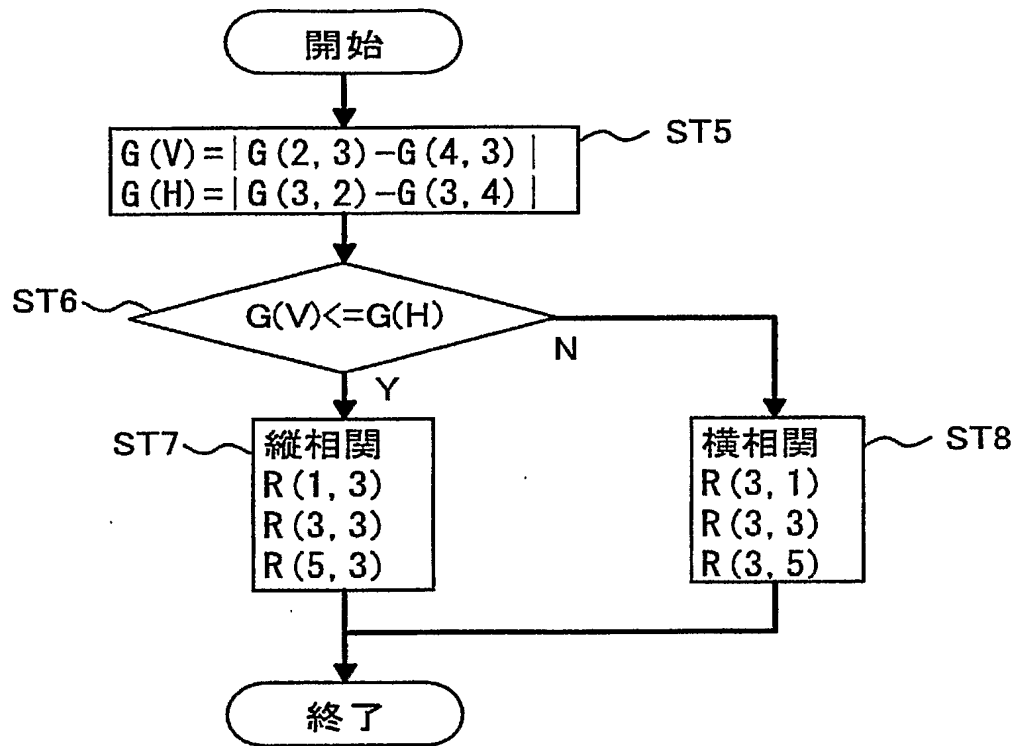 開始
ST5
G(V)=|G(2,3)-G(4,3)|
G(H)=|G(3,2)-G(3,4)|
ST6
G(V)<=G(H)
N
Y
ST7
縦相関
R(1,3)
R(3,3)
R(5,3)
ST8
横相関
R(3,1)
R(3,3)
R(3,5)
終了